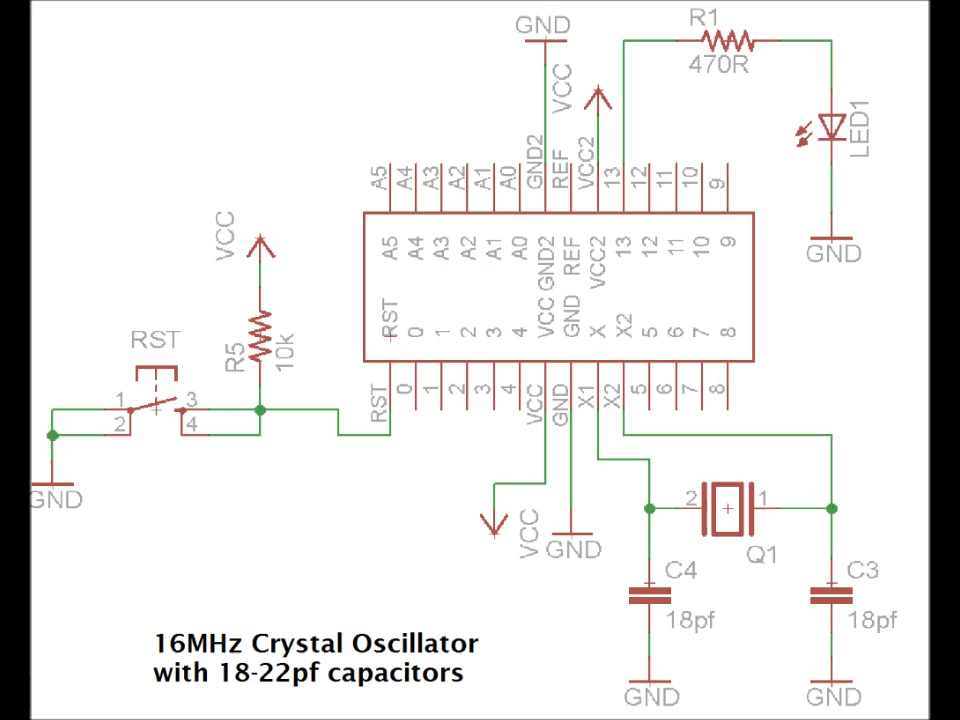 GND
R1
470R
VCC
LED1
A5 A4 A3 A2 A1 A0 GND2 REF VCC2 13 12 11 10 9
A5 A4 A3 A2 A1 A0 GND2 REF VCC2 13 12 11 10 9
VCC
GND
RST
R5
10k
RST 0 1 2 3 4 VCC GND X X2 5 6 7 8
RST 0 1 2 3 4 VCC GND X1 X2 5 6 7 8
1 3
2 4
GND
VCC
GND
2 1
Q1
C4
18pf
C3
18pf
16MHz Crystal Oscillator
with 18-22pf capacitors
GND
GND